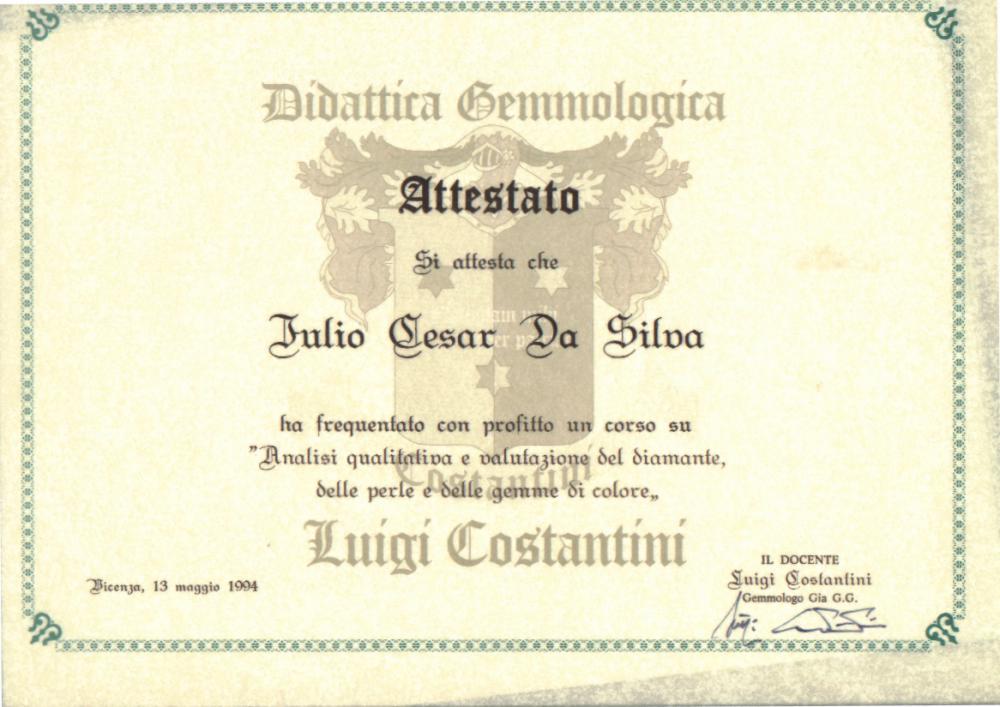 Didattica Gemmologica
Attestato
Si attesta che
Julio Cesar Da Silva
ha frequentato con profitto un corso su
"Analisi qualitativa e valutazione del diamante,
delle perle e delle gemme di colore„
Costantini
Luigi Costantini
Vicenza, 13 maggio 1994
IL DOCENTE
Luigi Costantini
Gemmologo Gia G.G.